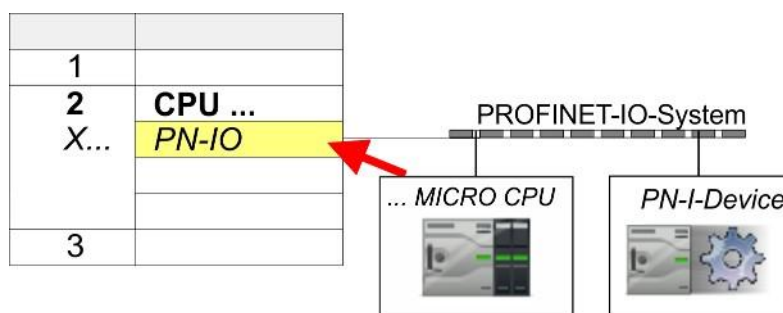 1
2 CPU ...
X... PN-IO
3
PROFINET-IO-System
... MICRO CPU
PN-I-Device